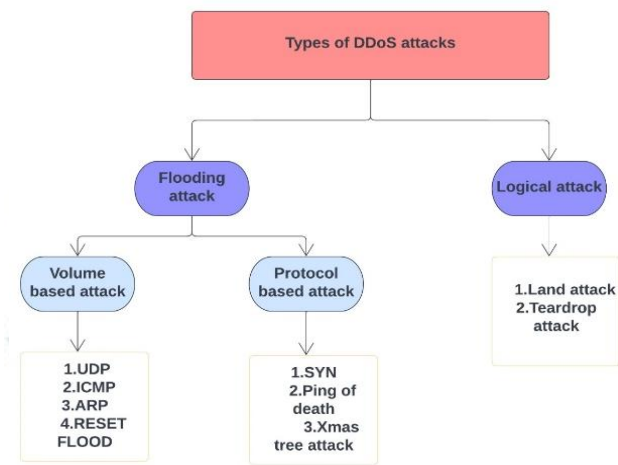 Types of DDoS attacks
Flooding
attack
Logical attack
Volume
based attack
Protocol
based attack
1.Land attack
2.Teardrop
attack
1.UDP
2.ICMP
3.ARP
4.RESET
FLOOD
1.SYN
2.Ping of
death
3.Xmas
tree attack